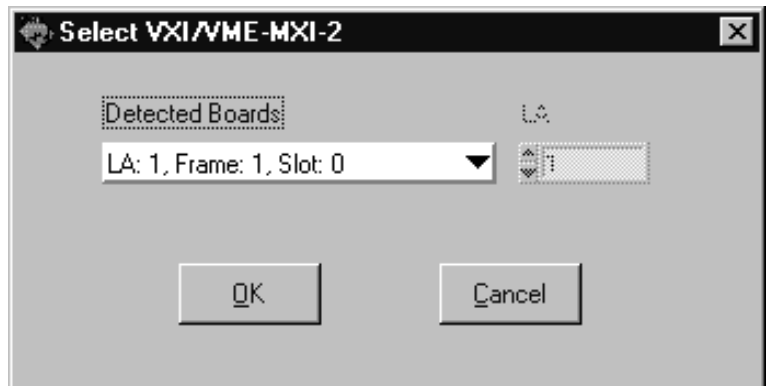 Select VXI/VME-MXI-2
Detected Boards
LA
LA: 1, Frame: 1, Slot: 0
1
OK
Cancel